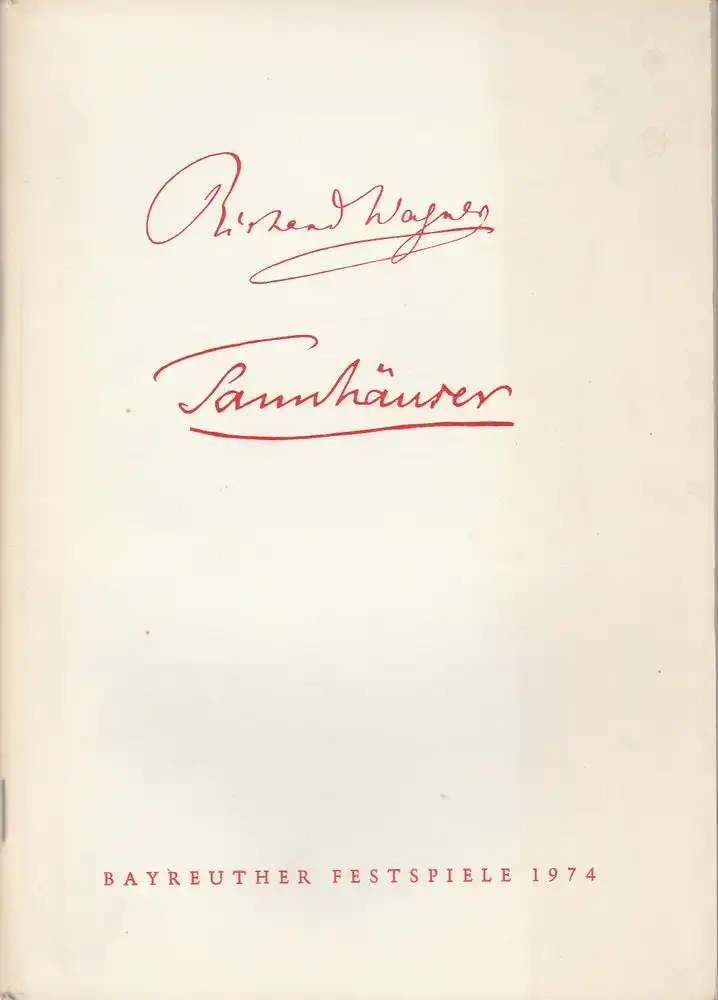 Richard Wagner
Tannhäuser
BAYREUTHER FESTSPIELE 1974